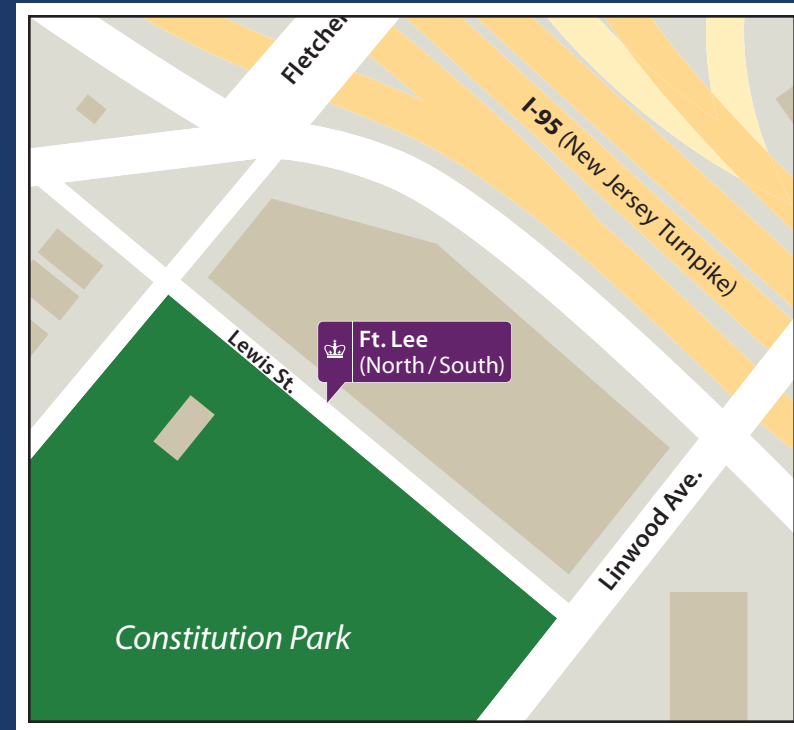 Fletcher
I-95 (New Jersey Turnpike)
Ft. Lee
(North / South)
Lewis St.
Linwood Ave.
Constitution Park